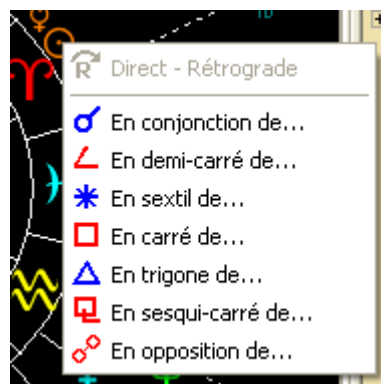 Direct - Rétrograde
En conjonction de...
En demi-carré de...
En sextil de...
En carré de...
En trigone de...
En sesqui-carré de...
En opposition de...